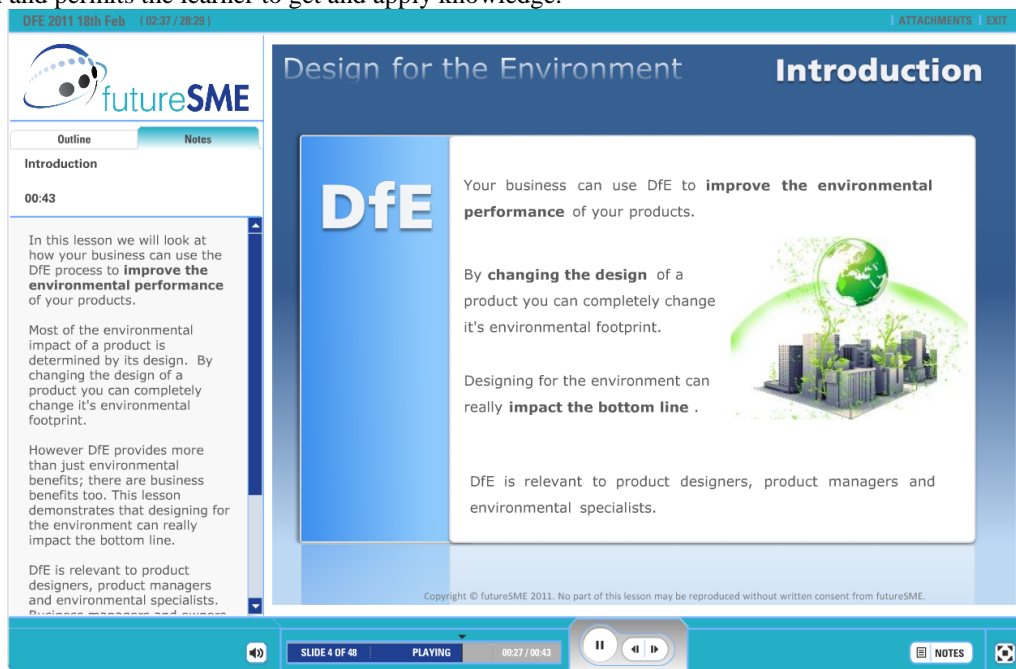 and permits the learner to get and apply knowledge.
DFE 2011 18th Feb ( 02:37 / 28:29 )
ATTACHMENTS EXIT
futureSME
Outline Notes
Introduction
00:43
In this lesson we will look at
how your business can use the
DfE process to improve the
environmental performance
of your products.
Most of the environmental
impact of a product is
determined by its design. By
changing the design of a
product you can completely
change it's environmental
footprint.
However DfE provides more
than just environmental
benefits; there are business
benefits too. This lesson
demonstrates that designing for
the environment can really
impact the bottom line.
DfE is relevant to product
designers, product managers
and environmental specialists.
Business managers and owners
Design for the Environment Introduction
DfE
Your business can use DfE to improve the environmental
performance of your products.
By changing the design of a
product you can completely change
it's environmental footprint.
Designing for the environment can
really impact the bottom line .
DfE is relevant to product designers, product managers and
environmental specialists.
Copyright © futureSME 2011. No part of this lesson may be reproduced without written consent from futureSME.
SLIDE 4 OF 48 PLAYING 00:27 / 00:43
NOTES